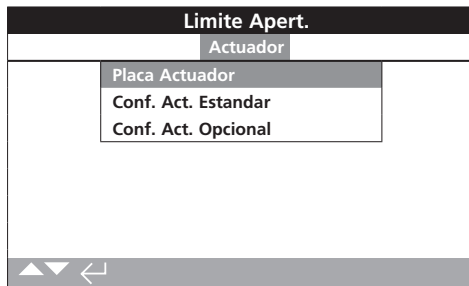 Limite Apert.
Actuador
Placa Actuador
Conf. Act. Estandar
Conf. Act. Opcional